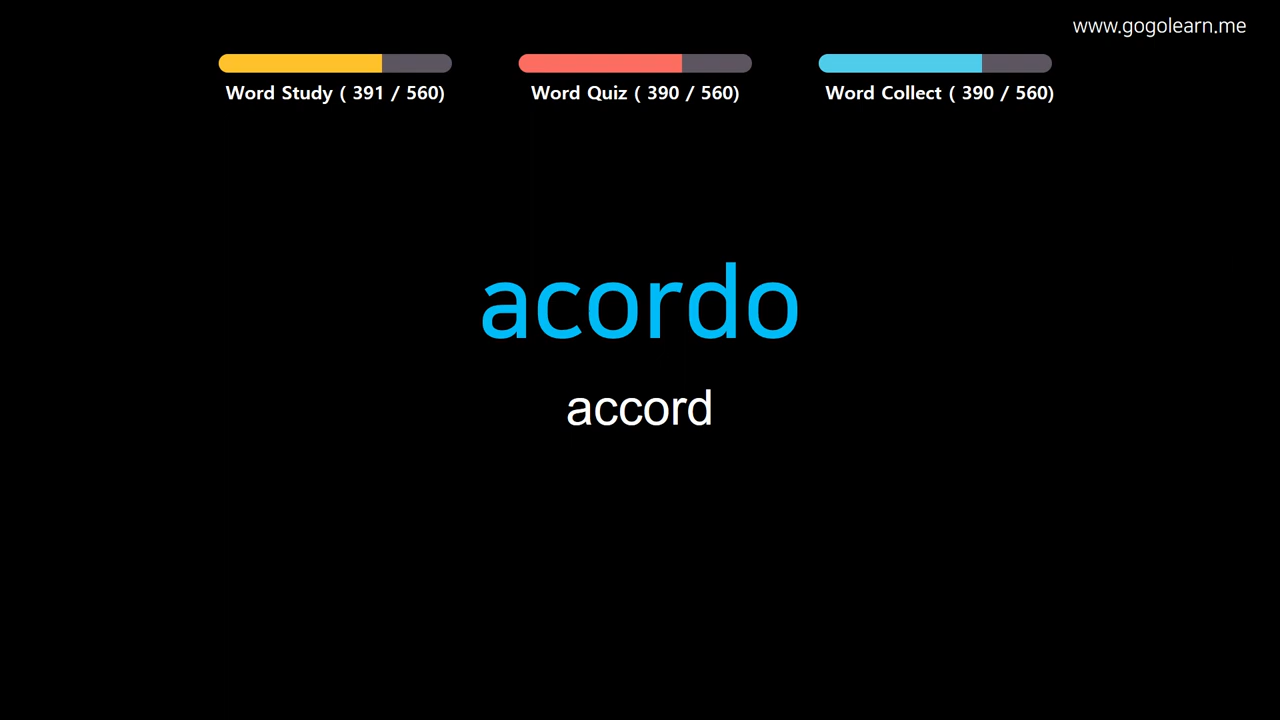 www.gogolearn.me
Word Study ( 391 / 560)
Word Quiz ( 390 / 560)
Word Collect ( 390 / 560)
acordo
accord